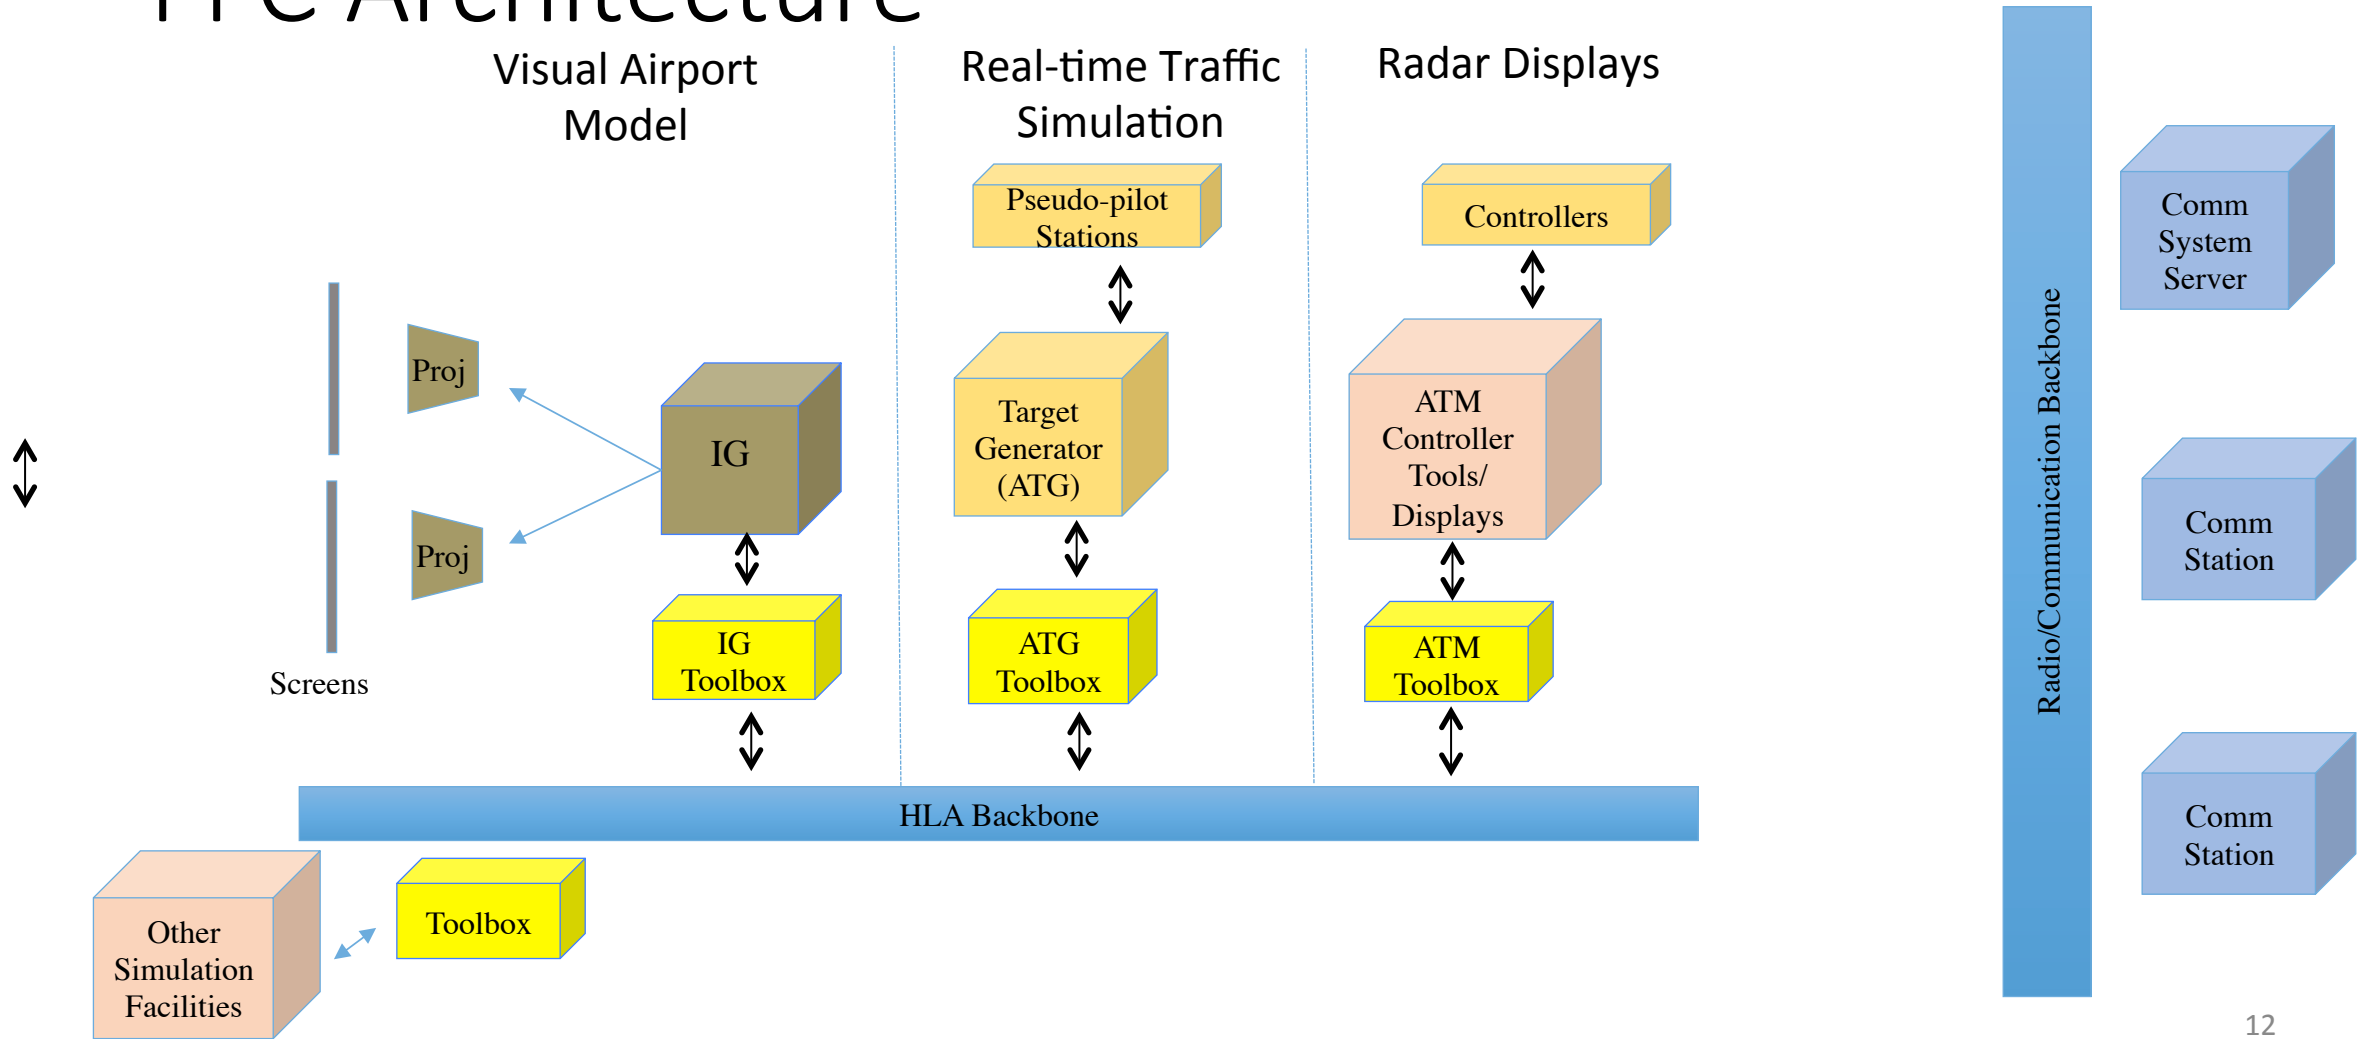 Architecture
Visual Airport
Model
Real-time Traffic
Simulation
Radar Displays
Pseudo-pilot
Stations
Controllers
Proj
Proj
IG
Target
Generator
(ATG)
ATM
Controller
Tools/
Displays
IG
Toolbox
ATG
Toolbox
ATM
Toolbox
Screens
HLA Backbone
Other
Simulation
Facilities
Toolbox
Radio/Communication Backbone
Comm
System
Server
Comm
Station
Comm
Station
12